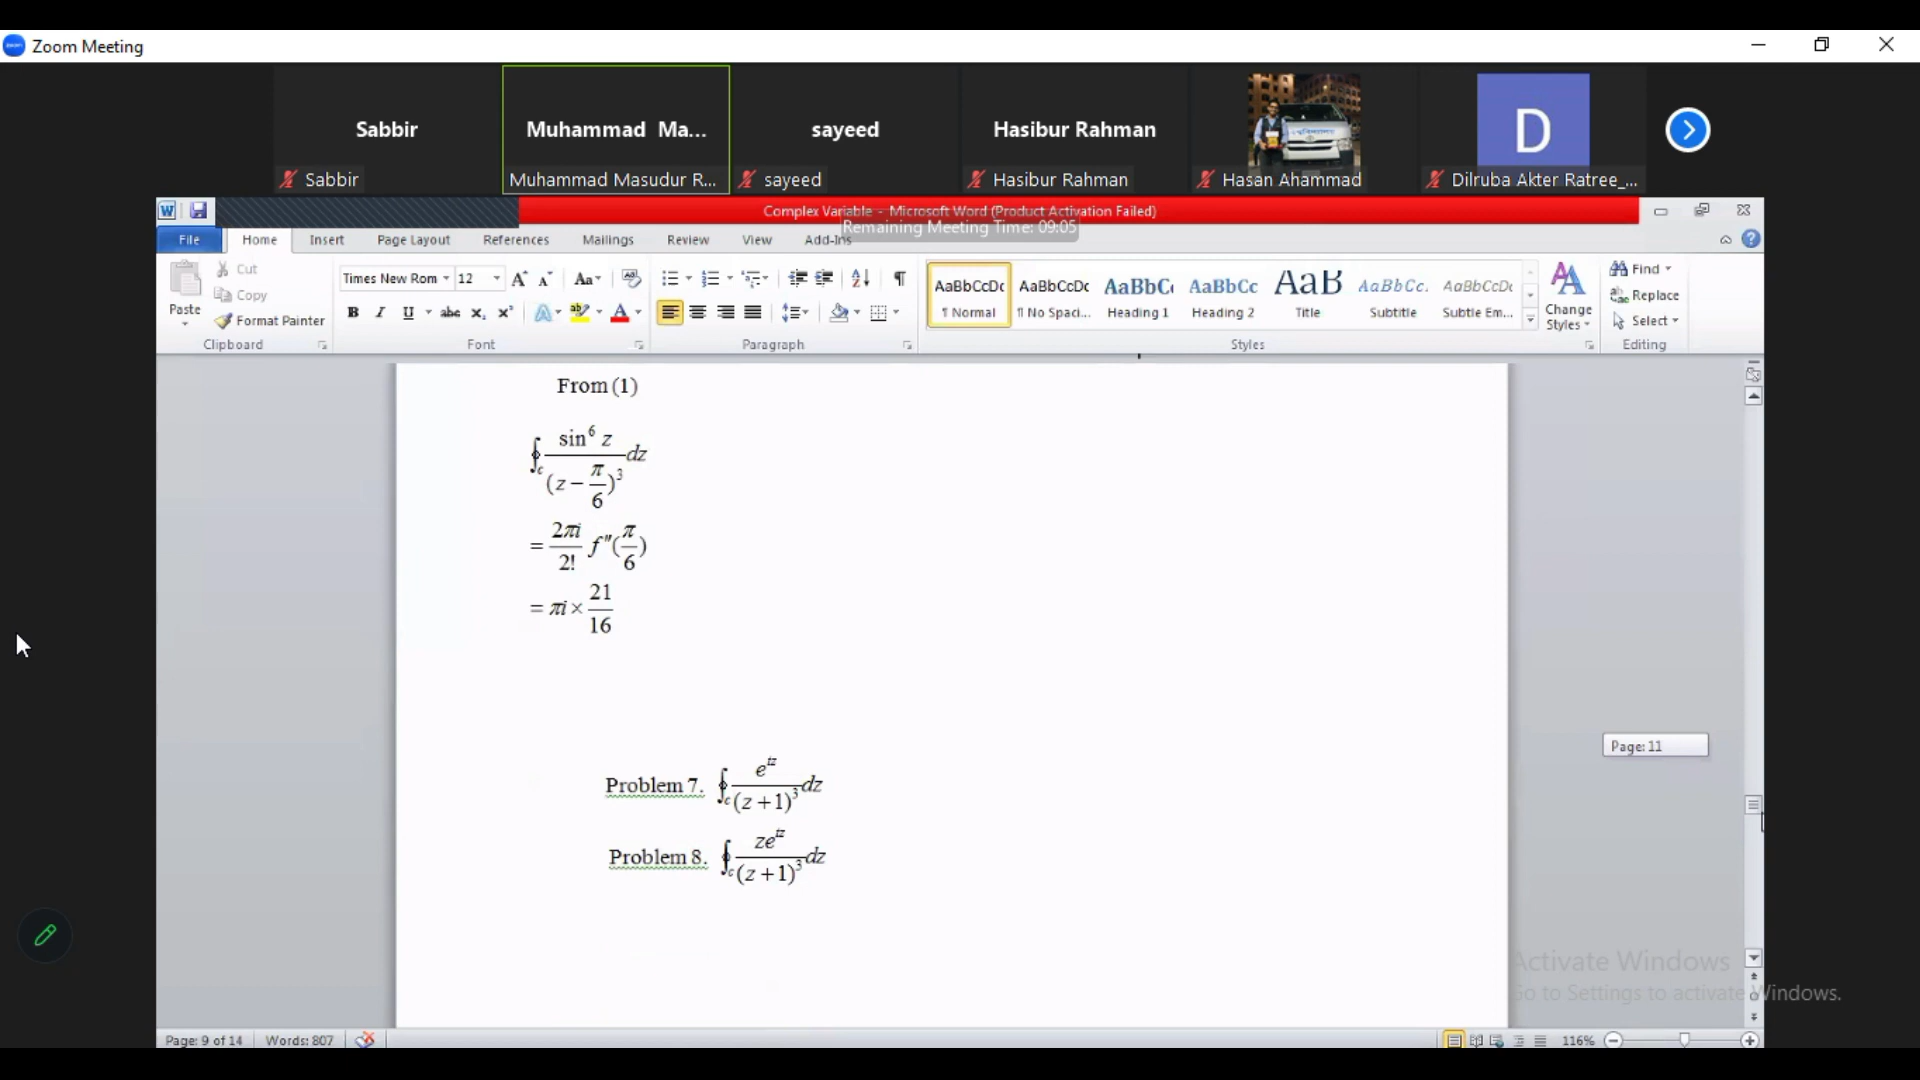 Zoom Meeting
Sabbir
Muhammad Ma...
sayeed
Hasibur Rahman
D
Sabbir
Muhammad Masudur R...
sayeed
Hasibur Rahman
Hasan Ahammad
Dilruba Akter Ratree_...
Complex Variable - Microsoft Word (Product Activation Failed)
Remaining Meeting Time: 09:05
File
Home
Insert
Page Layout
References
Mailings
Review
View
Add-Ins
Paste
Cut
Copy
Format Painter
Clipboard
Times New Rom
12
Font
Paragraph
AaBbCcDc
¶ Normal
AaBbCcDc
¶ No Spaci...
AaBbC
Heading 1
AaBbCc
Heading 2
AaB
Title
AaBbCc.
Subtitle
AaBbCcDc
Subtle Em...
Change Styles
Styles
Find
Replace
Select
Editing
From (1)
∮_c sin⁶ z / (z − π/6)³ dz
= 2πi/2! f″(π/6)
= πi × 21/16
Problem 7. ∮_c e^{iz} / (z + 1)³ dz
Problem 8. ∮_c ze^{iz} / (z + 1)³ dz
Page: 11
Activate Windows
Go to Settings to activate Windows.
Page: 9 of 14
Words: 807
116%